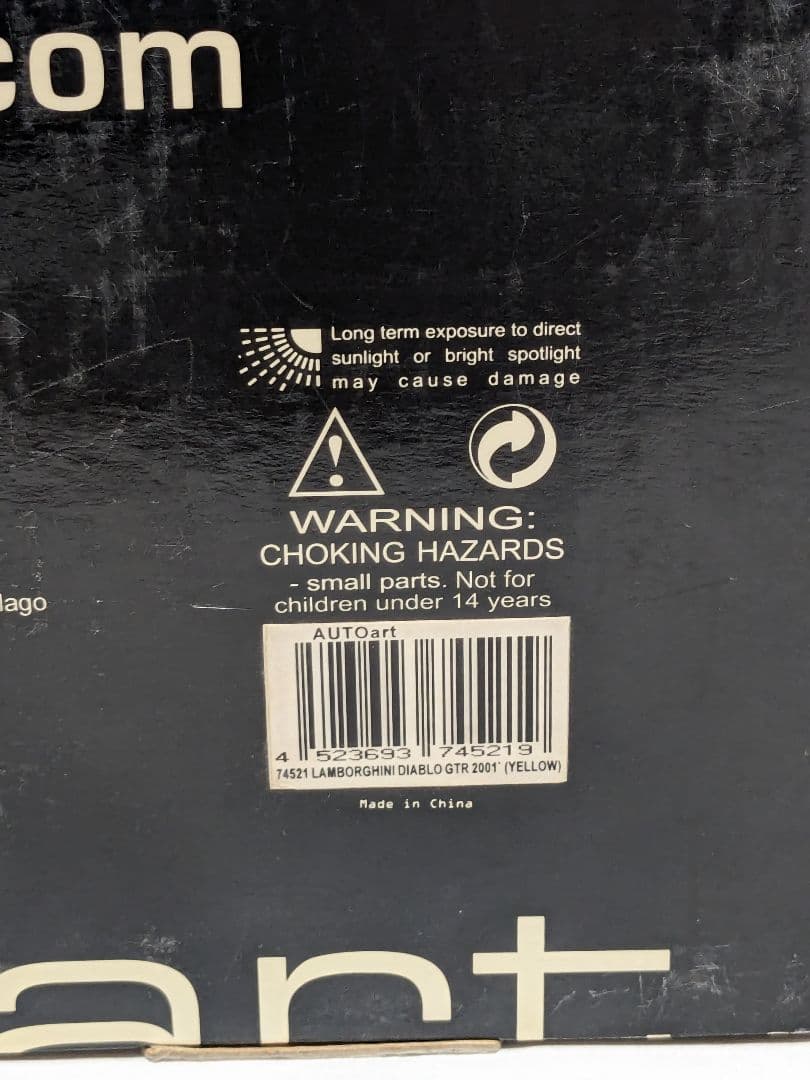 com
Long term exposure to direct
sunlight or bright spotlight
may cause damage
WARNING:
CHOKING HAZARDS
- small parts. Not for
children under 14 years
lago
AUTOart
4 523693 745219
74521 LAMBORGHINI DIABLO GTR 2001' (YELLOW)
Made in China
art